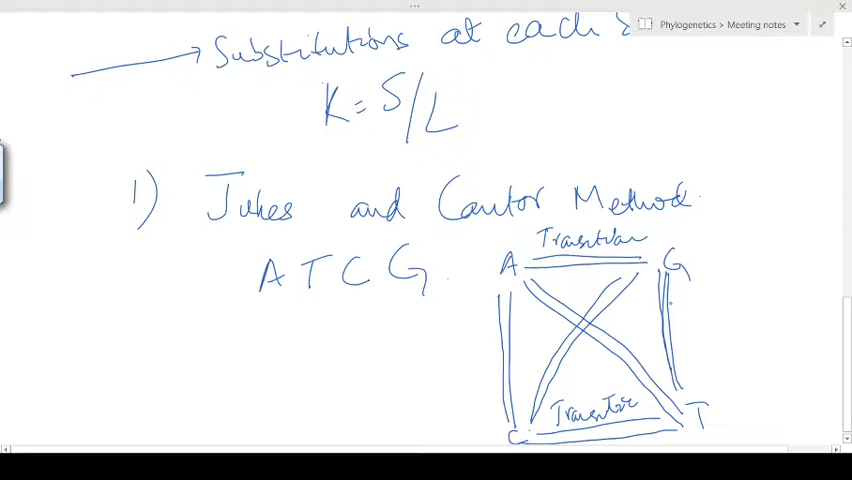 Phylogenetics > Meeting notes
Substitutions at each
K = S/L
1) Jukes and Cantor Method
A T C G
Transition
A G
Transition
C T